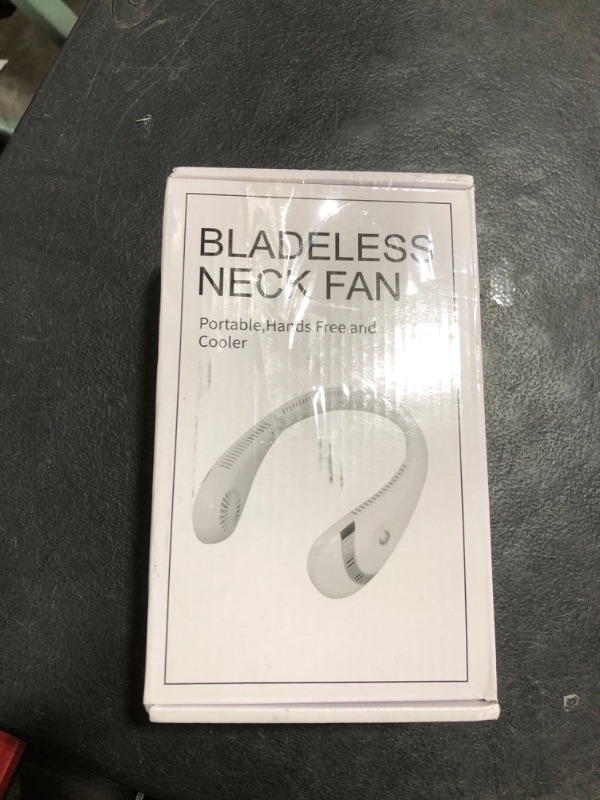 BLADELESS
NECK FAN
Portable,Hands Free and
Cooler